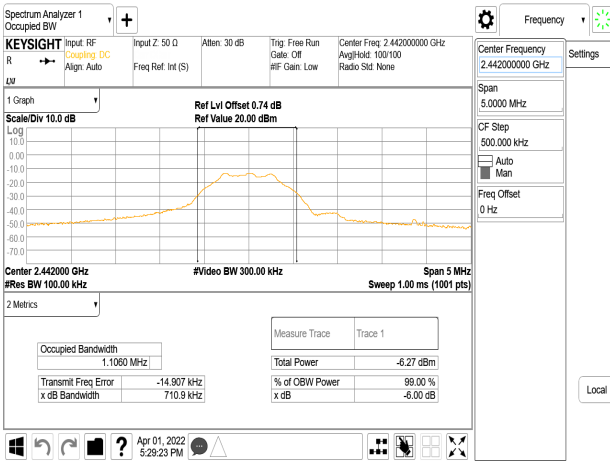 Spectrum Analyzer 1
Occupied BW
Frequency
KEYSIGHT
R
Input: RF
Coupling: DC
Align: Auto
Input Z: 50 Ω
Freq Ref: Int (S)
Atten: 30 dB
Trig: Free Run
Gate: Off
#IF Gain: Low
Center Freq: 2.442000000 GHz
Avg|Hold: 100/100
Radio Std: None
Center Frequency
2.442000000 GHz
Settings
Span
5.0000 MHz
CF Step
500.000 kHz
Auto
Man
Freq Offset
0 Hz
1 Graph
Scale/Div 10.0 dB
Ref Lvl Offset 0.74 dB
Ref Value 20.00 dBm
Log
10.0
0.00
-10.0
-20.0
-30.0
-40.0
-50.0
-60.0
-70.0
Center 2.442000 GHz
#Video BW 300.00 kHz
Span 5 MHz
#Res BW 100.00 kHz
Sweep 1.00 ms (1001 pts)
2 Metrics
Measure Trace
Trace 1
Occupied Bandwidth
1.1060 MHz
Total Power
-6.27 dBm
Transmit Freq Error
-14.907 kHz
% of OBW Power
99.00 %
x dB Bandwidth
710.9 kHz
x dB
-6.00 dB
Local
Apr 01, 2022
5:29:23 PM